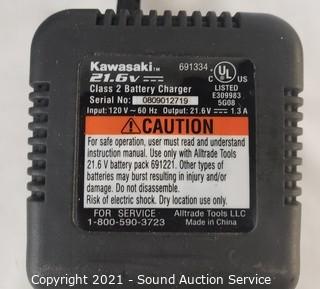 Kawasaki™ 691334
21.6v
Class 2 Battery Charger
Serial No: 0809012719
c UL US
LISTED
E309983
5G08
Input: 120 V ~ 60 Hz Output: 21.6V 1.3 A
CAUTION
For safe operation, user must read and understand
instruction manual. Use only with Alltrade Tools
21.6 V battery pack 691221. Other types of
batteries may burst resulting in injury and/or
damage. Do not disassemble.
Risk of electric shock. Dry location use only.
FOR SERVICE Alltrade Tools LLC
1-800-590-3723 Made in China
Copyright 2021 - Sound Auction Service